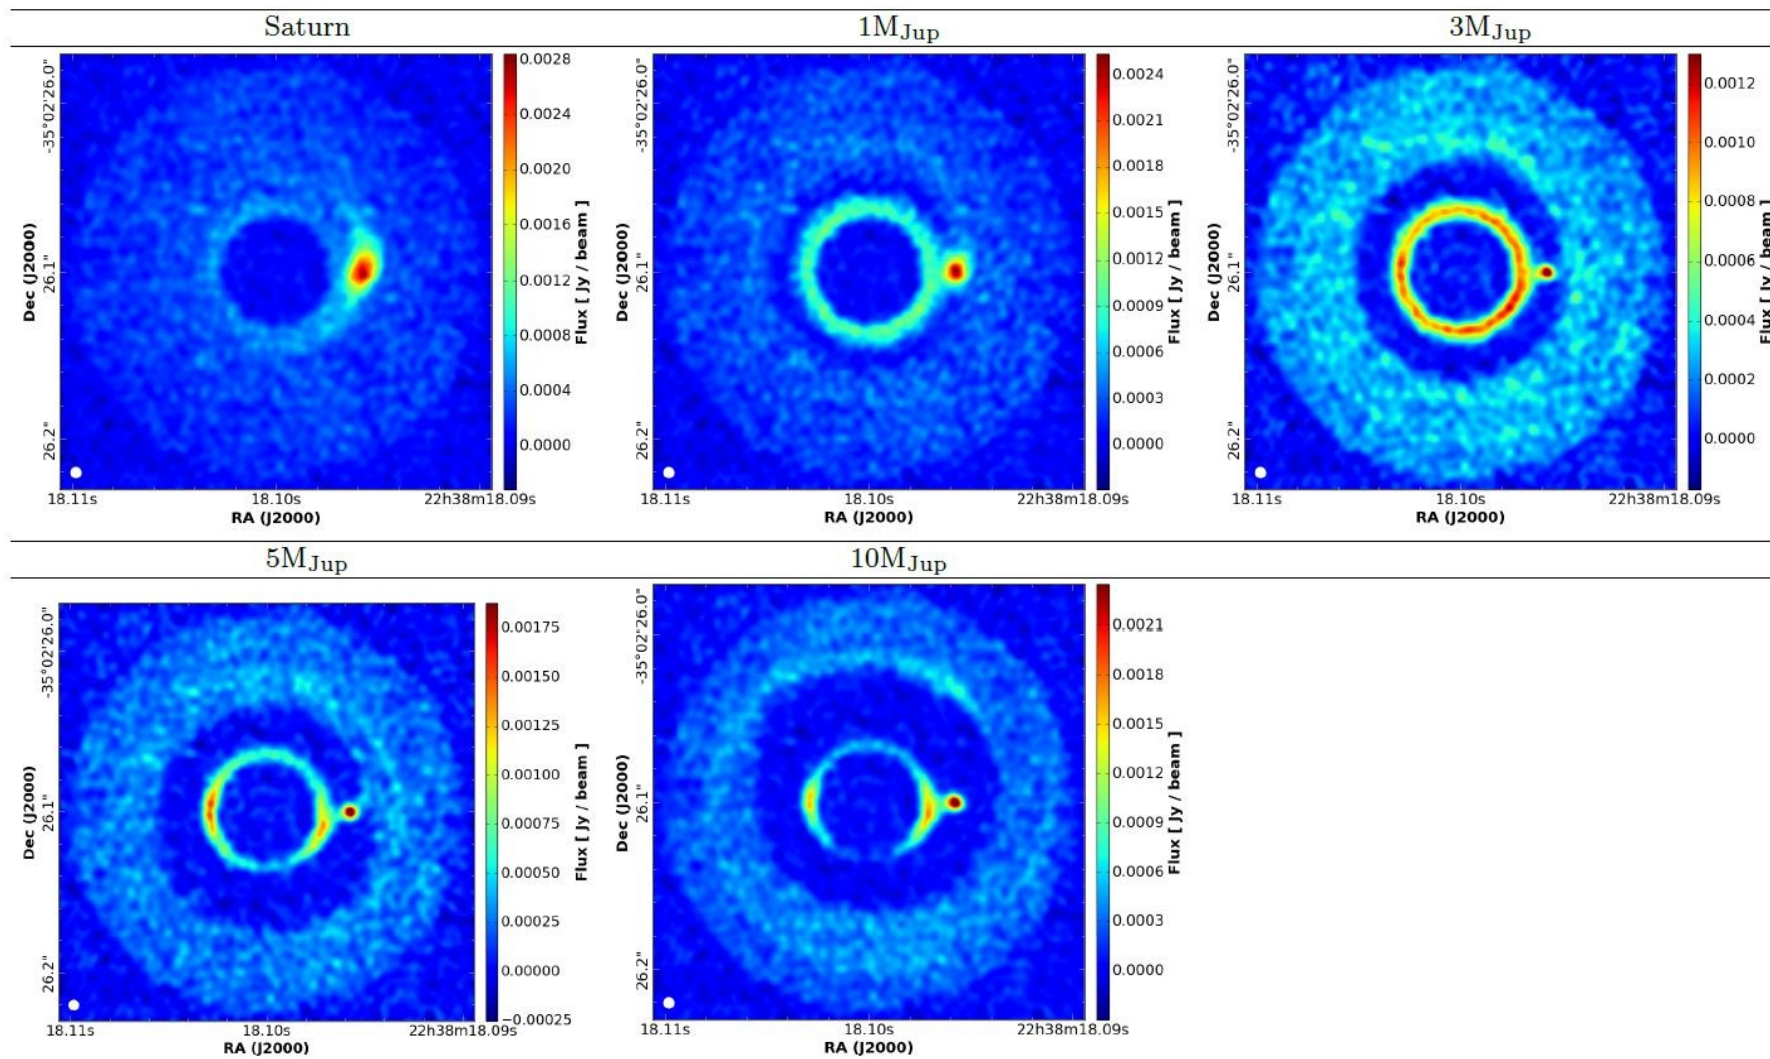 Saturn
1M_Jup
3M_Jup
-35°02'26.0"
26.1"
26.2"
Dec (J2000)
18.11s
18.10s
22h38m18.09s
RA (J2000)
0.0028
0.0024
0.0020
0.0016
0.0012
0.0008
0.0004
0.0000
Flux [ Jy / beam ]
-35°02'26.0"
26.1"
26.2"
Dec (J2000)
18.11s
18.10s
22h38m18.09s
RA (J2000)
0.0024
0.0021
0.0018
0.0015
0.0012
0.0009
0.0006
0.0003
0.0000
Flux [ Jy / beam ]
-35°02'26.0"
26.1"
26.2"
Dec (J2000)
18.11s
18.10s
22h38m18.09s
RA (J2000)
0.0012
0.0010
0.0008
0.0006
0.0004
0.0002
0.0000
Flux [ Jy / beam ]
5M_Jup
10M_Jup
-35°02'26.0"
26.1"
26.2"
Dec (J2000)
18.11s
18.10s
22h38m18.09s
RA (J2000)
0.00175
0.00150
0.00125
0.00100
0.00075
0.00050
0.00025
0.00000
−0.00025
Flux [ Jy / beam ]
-35°02'26.0"
26.1"
26.2"
Dec (J2000)
18.11s
18.10s
22h38m18.09s
RA (J2000)
0.0021
0.0018
0.0015
0.0012
0.0009
0.0006
0.0003
0.0000
Flux [ Jy / beam ]